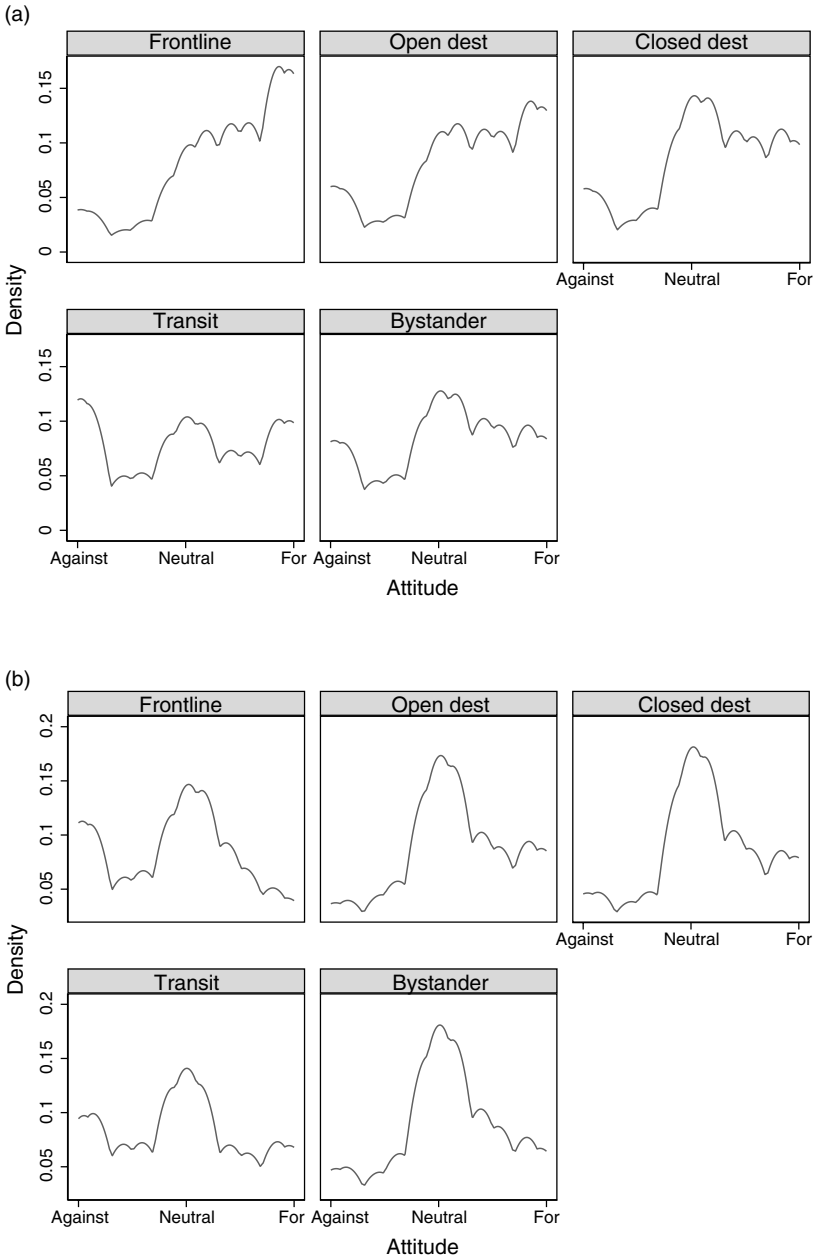 (a)
Frontline Open dest Closed dest
0.15
0.1
0.05
0
Against Neutral For
Density
Transit Bystander
0.15
0.1
0.05
0
Against Neutral For Against Neutral For
Attitude
(b)
Frontline Open dest Closed dest
0.2
0.15
0.1
0.05
Against Neutral For
Density
Transit Bystander
0.2
0.15
0.1
0.05
Against Neutral For Against Neutral For
Attitude